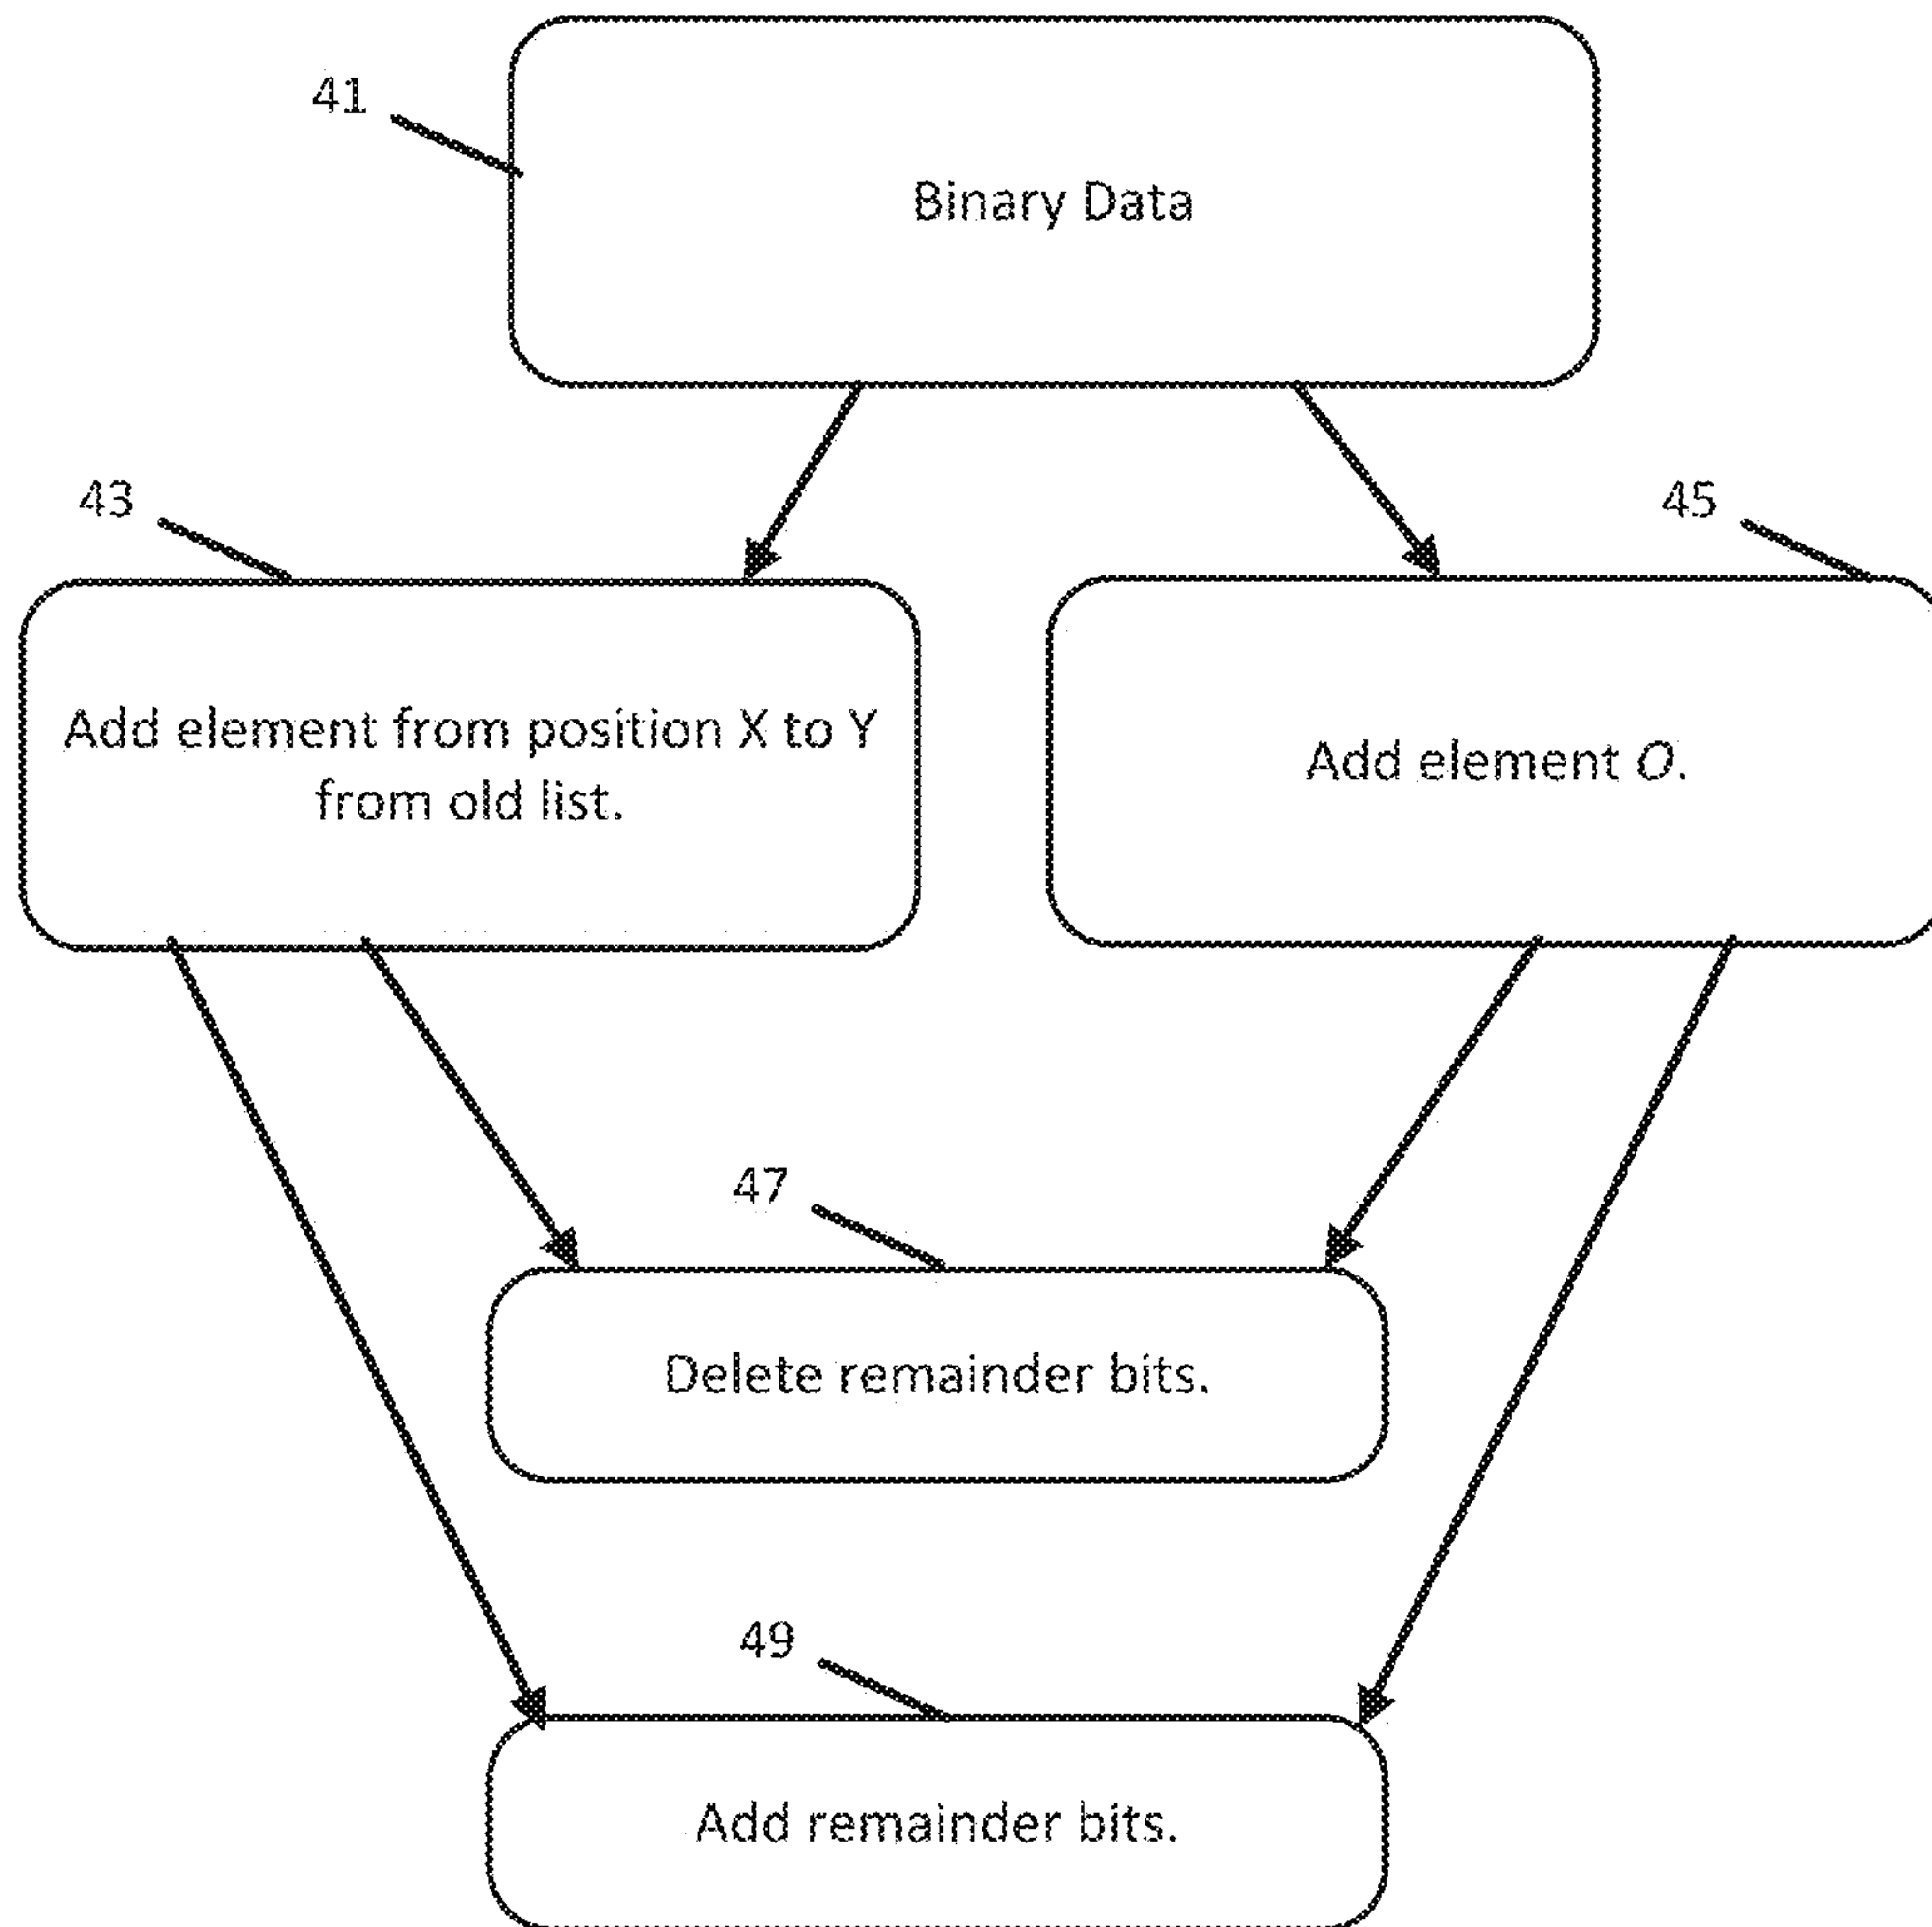 41
Binary Data
43
45
Add element from position X to Y
from old list.
Add element O.
47
Delete remainder bits.
49
Add remainder bits.